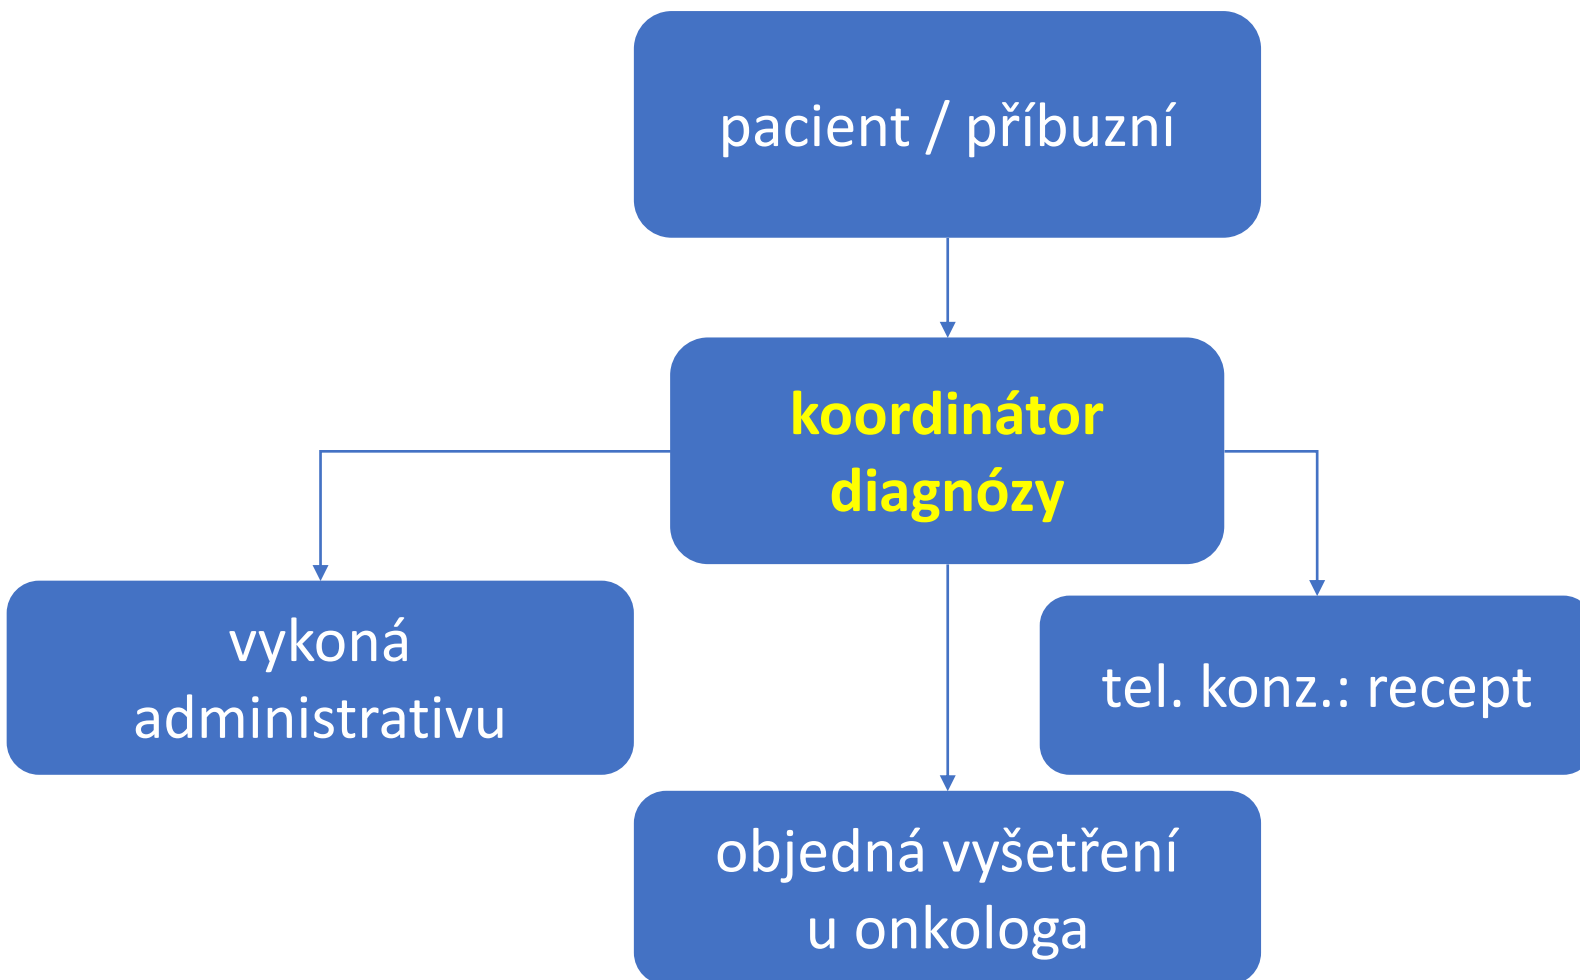 pacient / příbuzní
koordinátor
diagnózy
vykoná
administrativu
tel. konz.: recept
objedná vyšetření
u onkologa